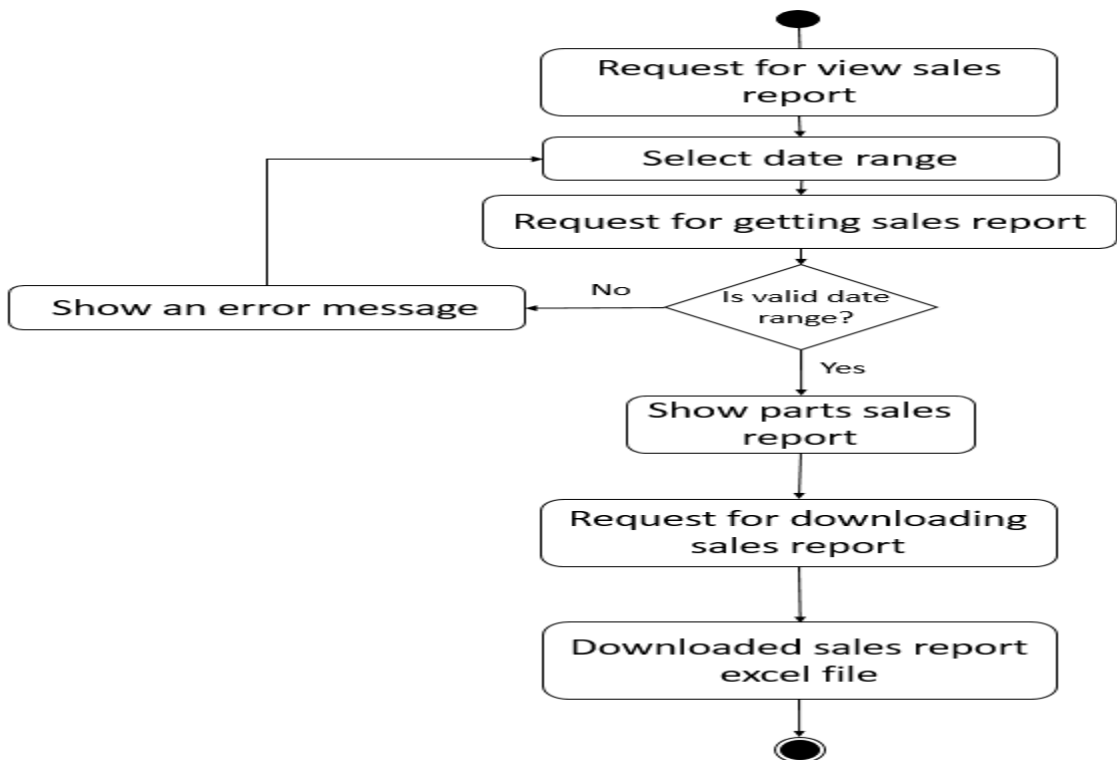 Request for view sales
report
Select date range
Request for getting sales report
Is valid date
range?
No
Show an error message
Yes
Show parts sales
report
Request for downloading
sales report
Downloaded sales report
excel file